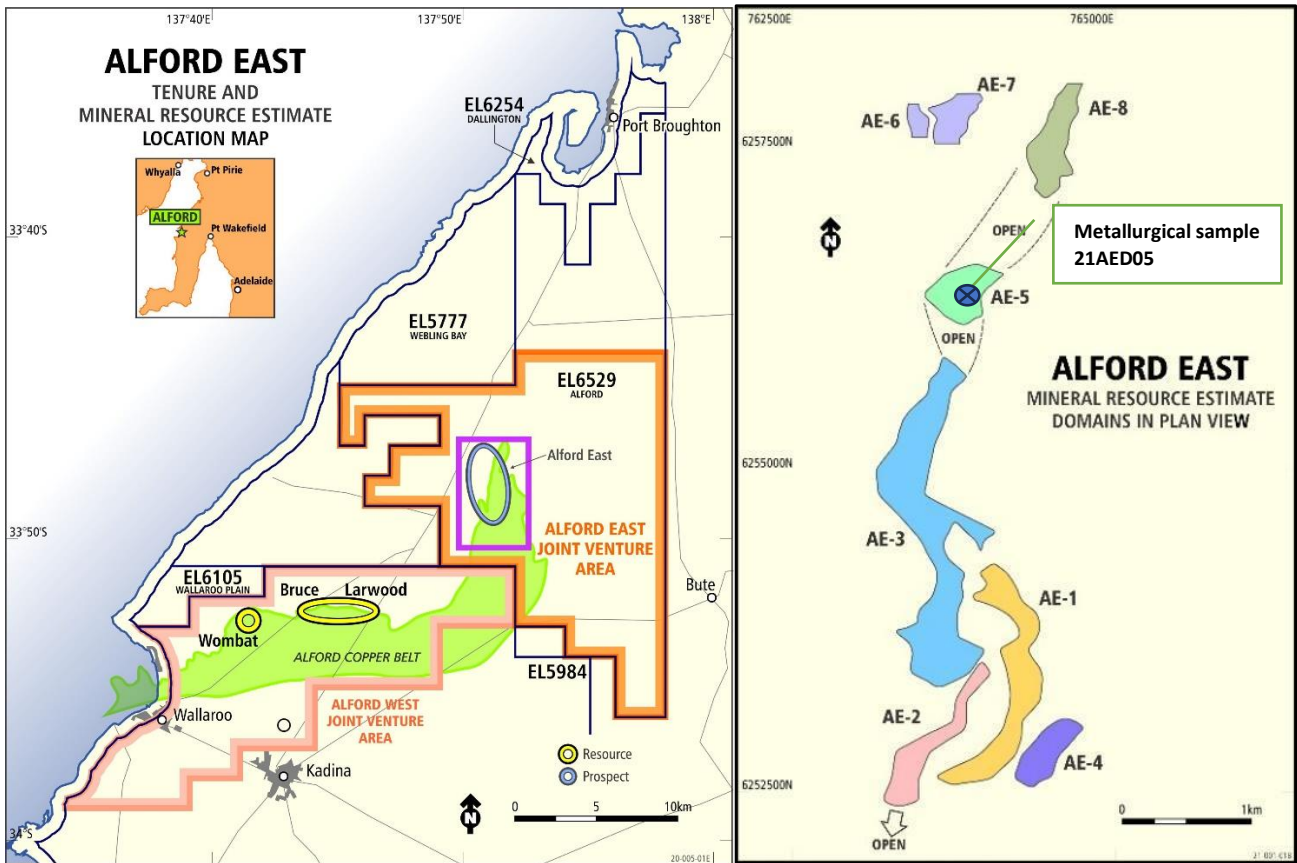 137°40'E
137°50'E
138°E
ALFORD EAST
TENURE AND
MINERAL RESOURCE ESTIMATE
LOCATION MAP
Whyalla
Pt Pirie
ALFORD
Pt Wakefield
Adelaide
EL6254
DALLINGTON
Port Broughton
33°40'S
EL5777
WEBLING BAY
EL6529
ALFORD
Alford East
33°50'S
ALFORD EAST
JOINT VENTURE
AREA
EL6105
WALLAROO PLAIN
Bruce
Larwood
Bute
Wombat
ALFORD COPPER BELT
EL5984
ALFORD WEST
JOINT VENTURE
AREA
Wallaroo
Kadina
Resource
Prospect
N
0 5 10km
34°S
20-005-01E
762500E
765000E
AE-7
AE-6
AE-8
6257500N
N
OPEN
Metallurgical sample
21AED05
AE-5
OPEN
ALFORD EAST
MINERAL RESOURCE ESTIMATE
DOMAINS IN PLAN VIEW
6255000N
AE-3
AE-1
AE-2
AE-4
6252500N
0 1km
OPEN